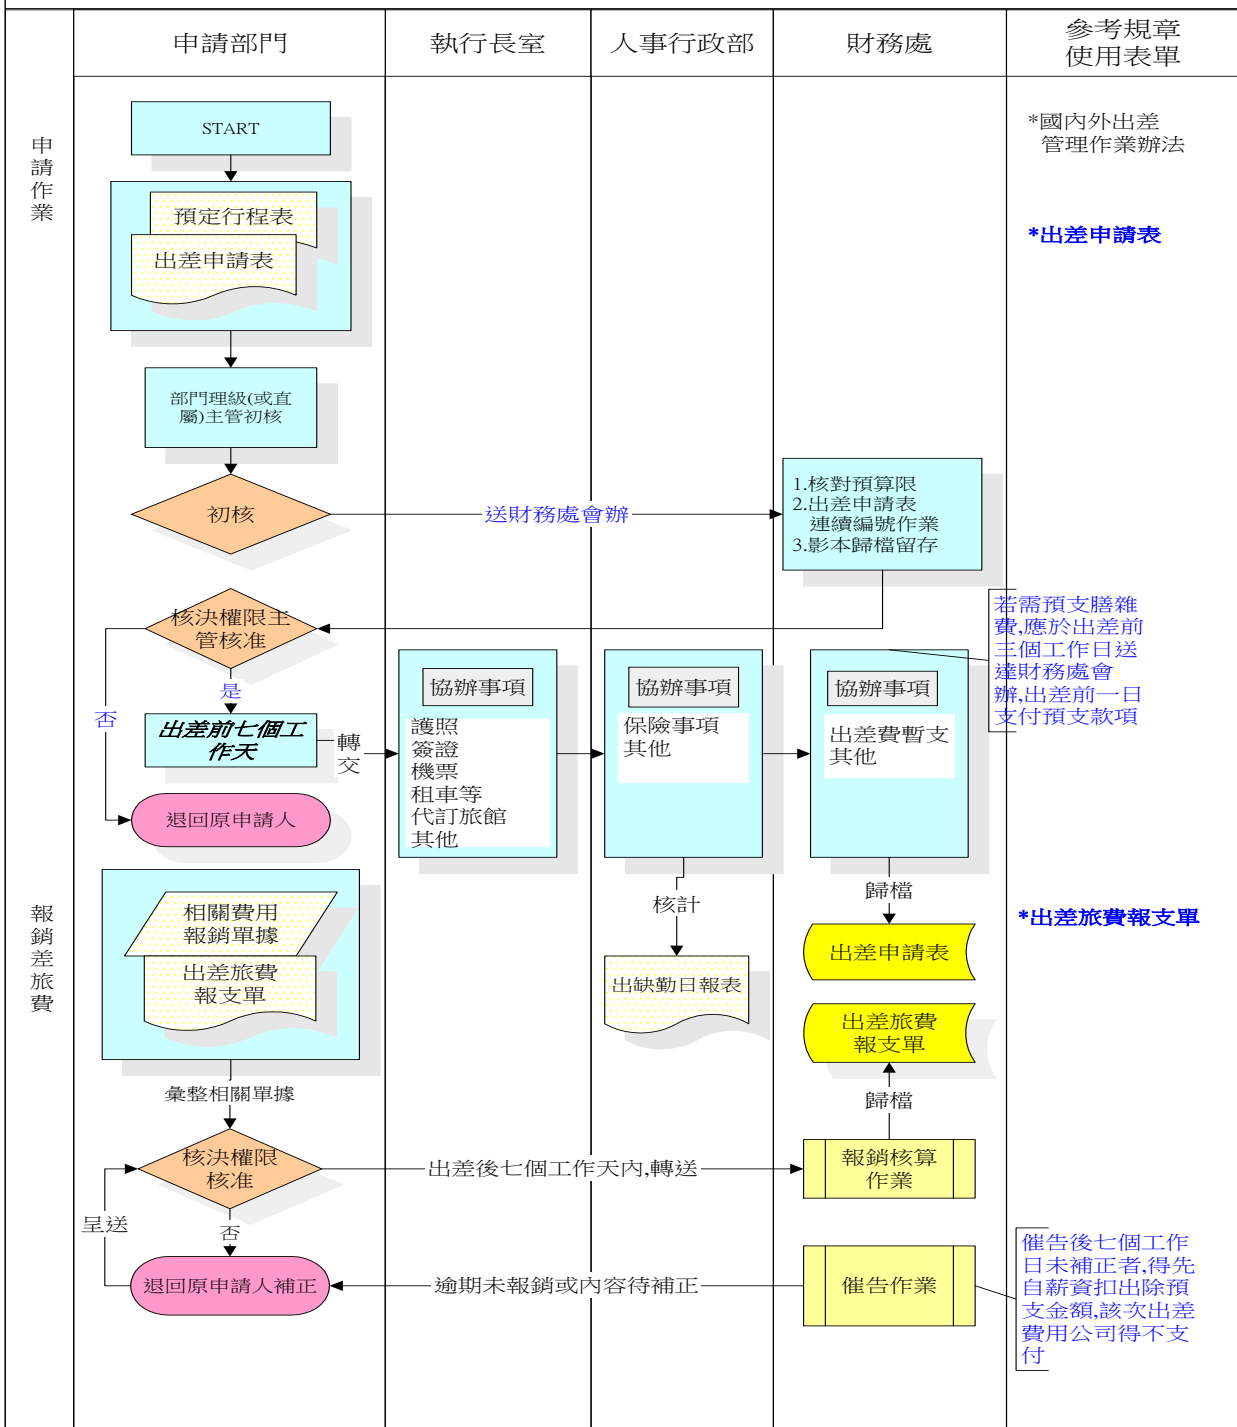 申請部門
執行長室
人事行政部
財務處
參考規章
使用表單
申請作業
START
*國內外出差
管理作業辦法
預定行程表
出差申請表
*出差申請表
部門理級(或直
屬)主管初核
初核
送財務處會辦
1.核對預算限
2.出差申請表
連續編號作業
3.影本歸檔留存
核決權限主
管核准
若需預支膳雜
費,應於出差前
三個工作日送
達財務處會
辦,出差前一日
支付預支款項
是
否
出差前七個工
作天
轉
交
協辦事項
護照
簽證
機票
租車等
代訂旅館
其他
協辦事項
保險事項
其他
協辦事項
出差費暫支
其他
退回原申請人
報銷差旅費
相關費用
報銷單據
出差旅費
報支單
核計
出缺勤日報表
歸檔
出差申請表
*出差旅費報支單
出差旅費
報支單
歸檔
彙整相關單據
核決權限
核准
出差後七個工作天內,轉送
報銷核算
作業
呈送
否
退回原申請人補正
逾期未報銷或內容待補正
催告作業
催告後七個工作
日未補正者,得先
自薪資扣出除預
支金額,該次出差
費用公司得不支
付